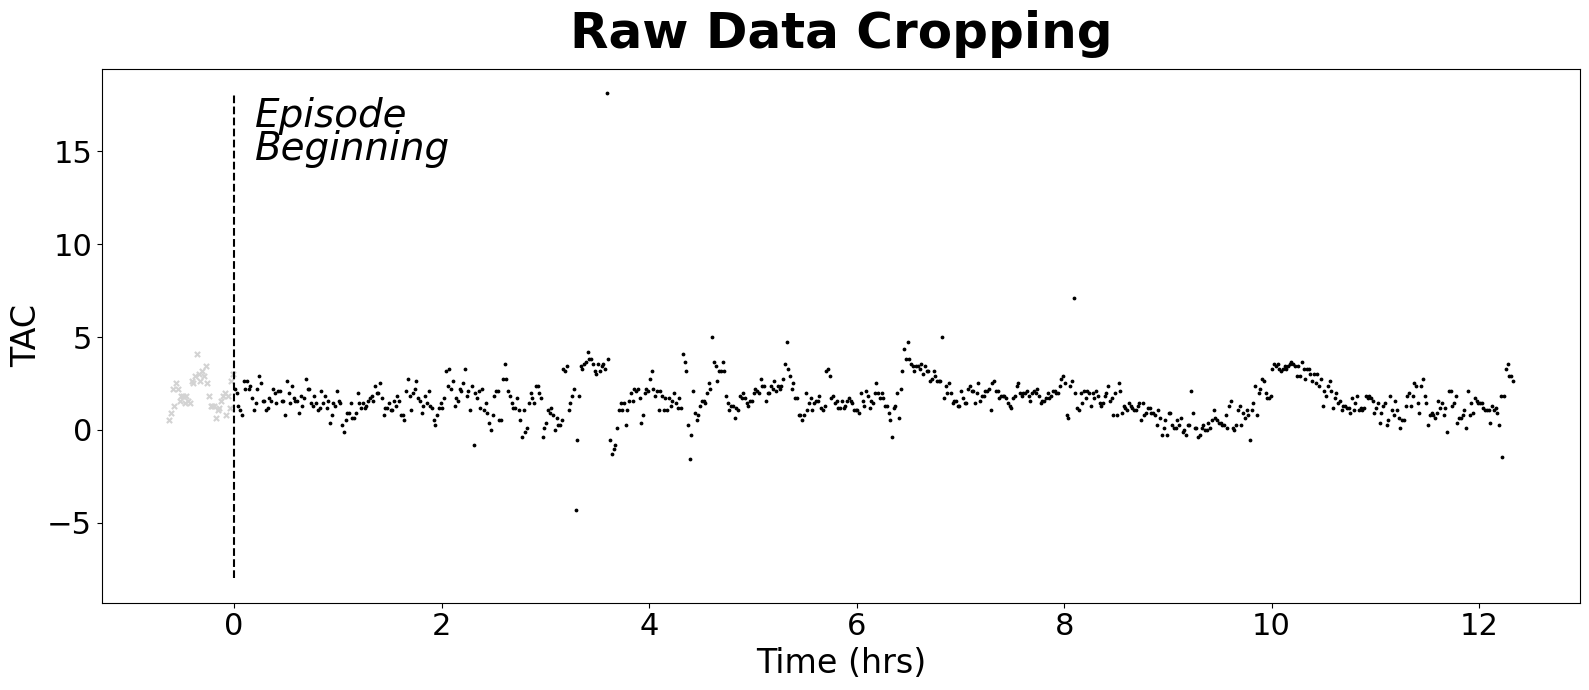 Raw Data Cropping
Episode
Beginning
15
10
5
0
−5
TAC
0 2 4 6 8 10 12
Time (hrs)